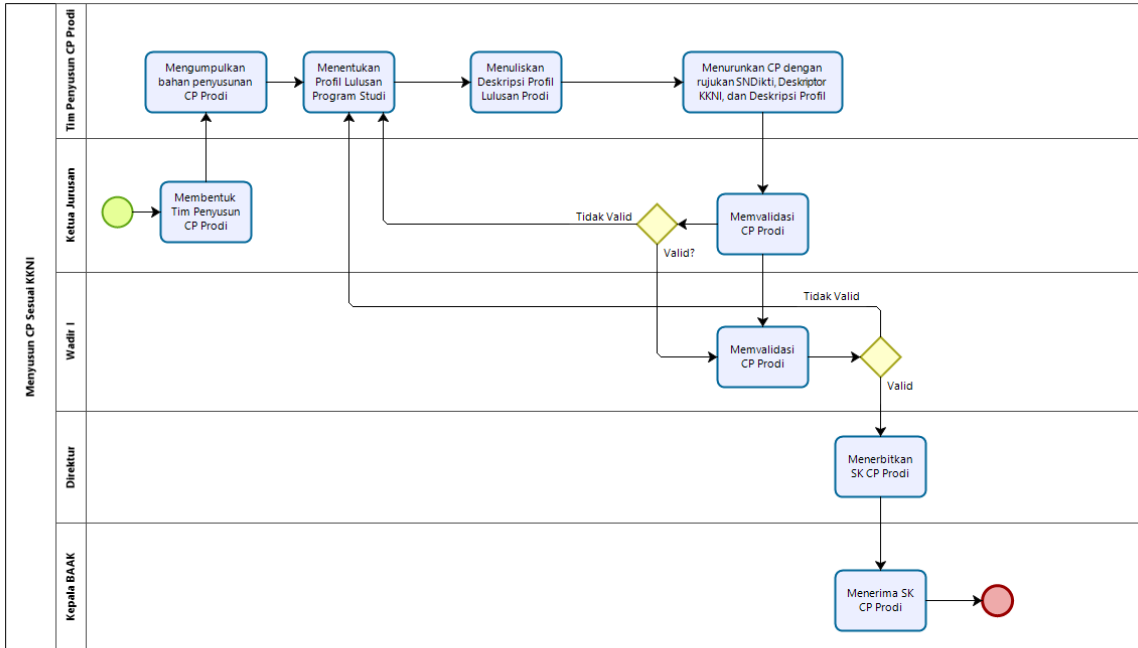 Menyusun CP Sesuai KKNI
Tim Penyusun CP Prodi
Mengumpulkan
bahan penyusunan
CP Prodi
Menentukan
Profil Lulusan
Program Studi
Menuliskan
Deskripsi Profil
Lulusan Prodi
Menurunkan CP dengan
rujukan SNDikti, Deskriptor
KKNI, dan Deskripsi Profil
Ketua Jurusan
Membentuk
Tim Penyusun
CP Prodi
Tidak Valid
Valid?
Memvalidasi
CP Prodi
Wadir I
Tidak Valid
Memvalidasi
CP Prodi
Valid
Direktur
Menerbitkan
SK CP Prodi
Kepala BAAK
Menerima SK
CP Prodi